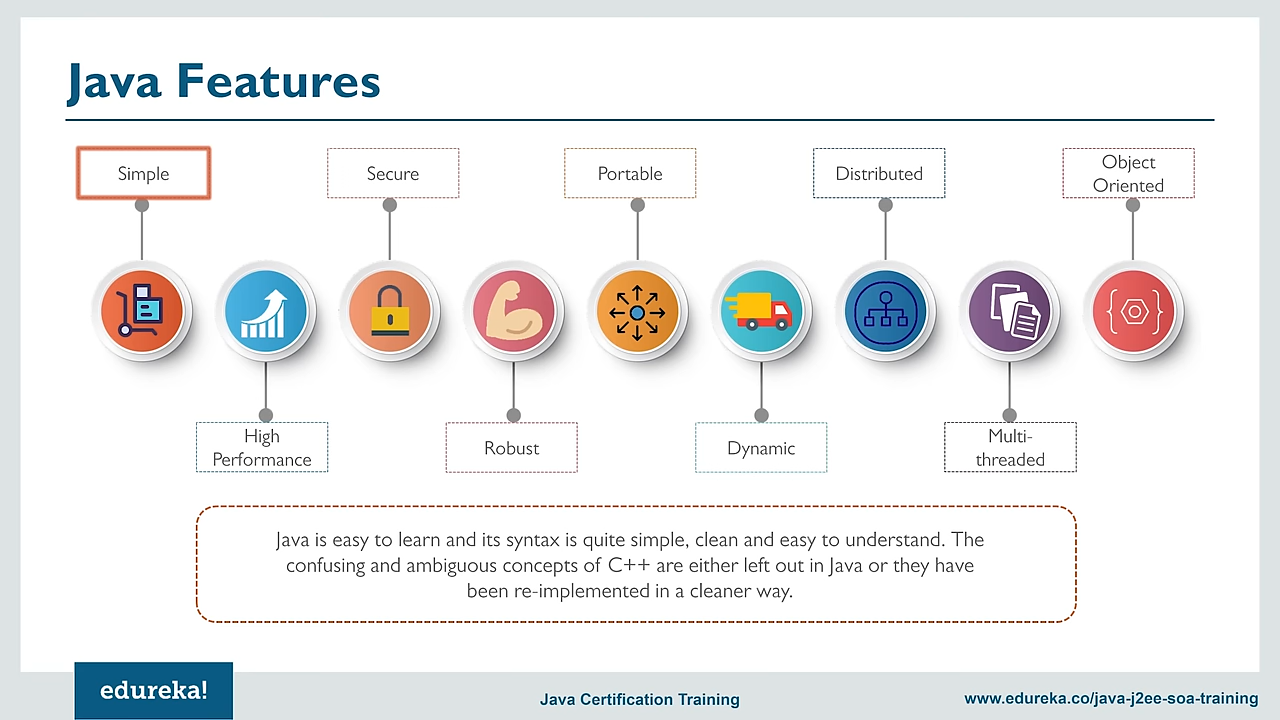 Java Features
Simple
Secure
Portable
Distributed
Object
Oriented
High
Performance
Robust
Dynamic
Multi-
threaded
Java is easy to learn and its syntax is quite simple, clean and easy to understand. The
confusing and ambiguous concepts of C++ are either left out in Java or they have
been re-implemented in a cleaner way.
edureka!
Java Certification Training
www.edureka.co/java-j2ee-soa-training